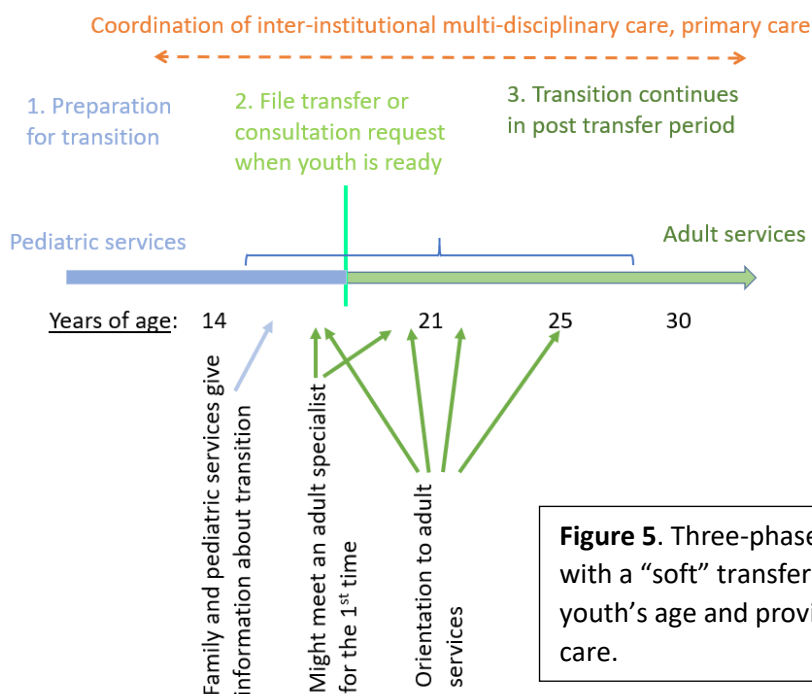 Coordination of inter-institutional multi-disciplinary care, primary care
1. Preparation
for transition
2. File transfer or
consultation request
when youth is ready
3. Transition continues
in post transfer period
Pediatric services
Adult services
Years of age: 14 21 25 30
Family and pediatric services give
information about transition
Might meet an adult specialist
for the 1st time
Orientation to adult
services
Figure 5. Three-phase
with a “soft” transfer
youth’s age and provi
care.